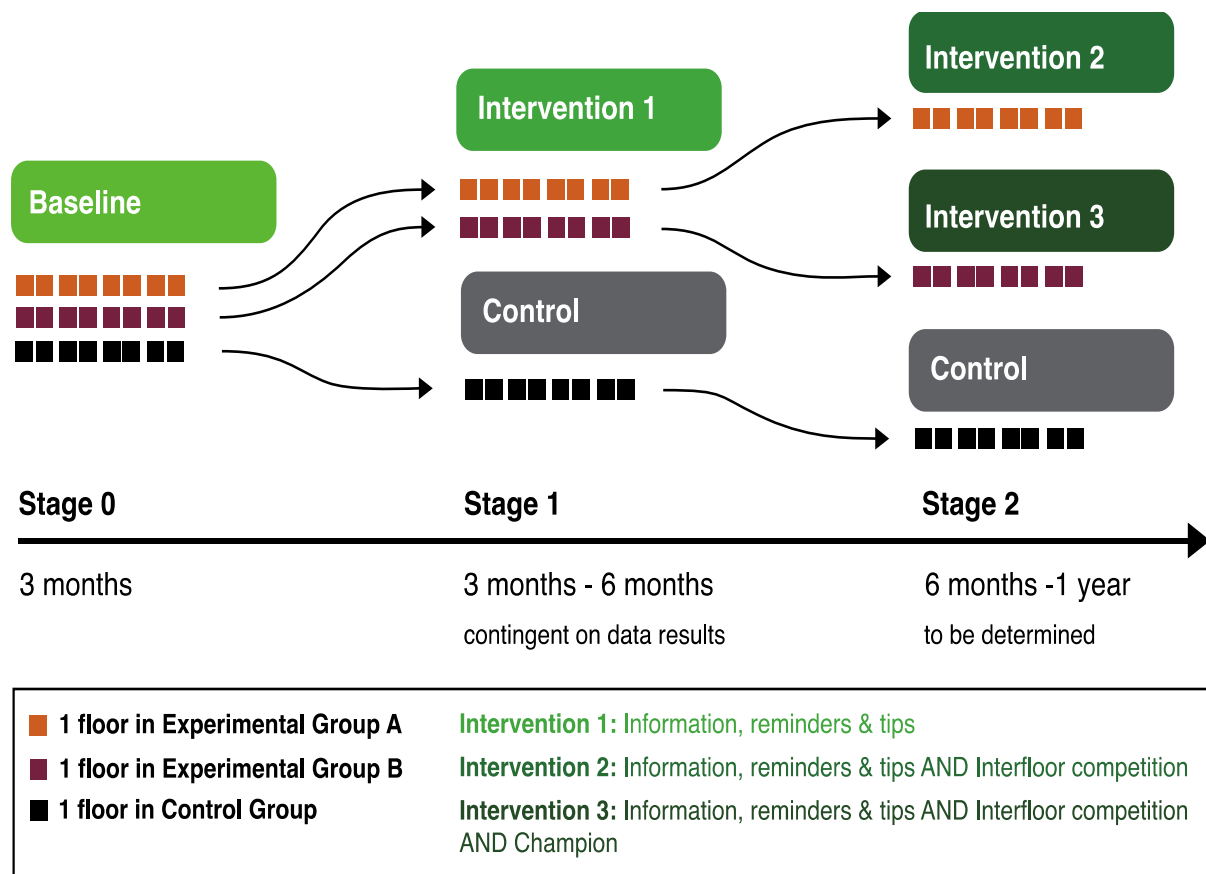 Intervention 2
Intervention 1
Baseline
Intervention 3
Control
Control
Stage 0
Stage 1
Stage 2
3 months
3 months - 6 months
6 months -1 year
contingent on data results
to be determined
1 floor in Experimental Group A
1 floor in Experimental Group B
1 floor in Control Group
Intervention 1: Information, reminders & tips
Intervention 2: Information, reminders & tips AND Interfloor competition
Intervention 3: Information, reminders & tips AND Interfloor competition
AND Champion